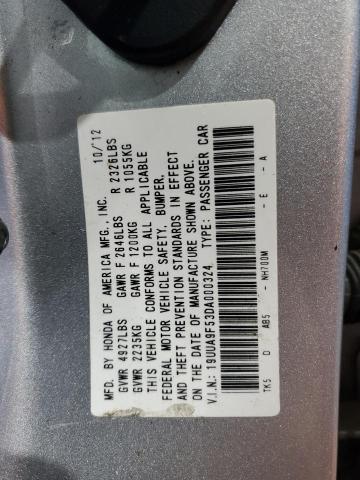 MFD. BY HONDA OF AMERICA MFG., INC. 10/'12
GVWR 4927LBS GAWR F 2646LBS R 2326LBS
GVWR 2235KG GAWR F 1200KG R 1055KG
THIS VEHICLE CONFORMS TO ALL APPLICABLE
FEDERAL MOTOR VEHICLE SAFETY, BUMPER,
AND THEFT PREVENTION STANDARDS IN EFFECT
ON THE DATE OF MANUFACTURE SHOWN ABOVE.
V.I.N.: 19UUA9F53DA000324 TYPE: PASSENGER CAR
TK5 D AB5 - NH700M - E - A